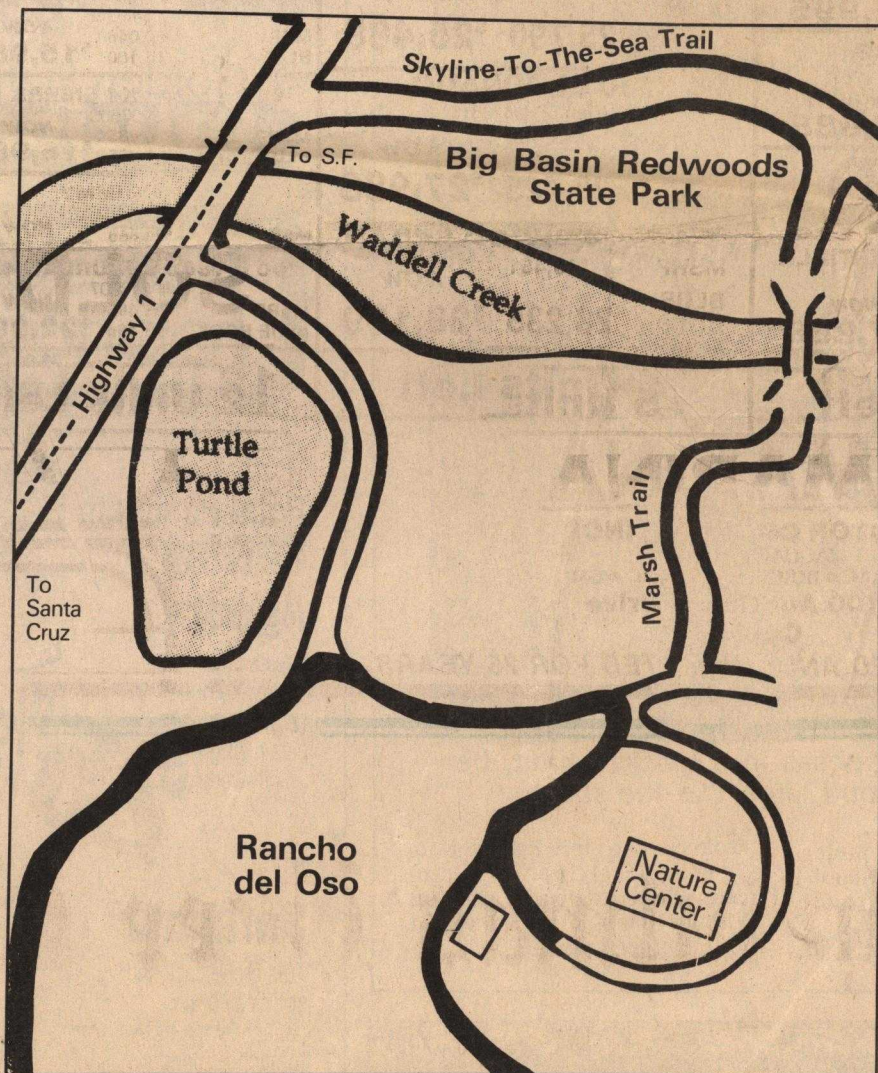 Skyline-To-The-Sea Trail
To S.F.
Big Basin Redwoods
State Park
Waddell Creek
Highway 1
Turtle
Pond
Marsh Trail
To
Santa
Cruz
Rancho
del Oso
Nature
Center